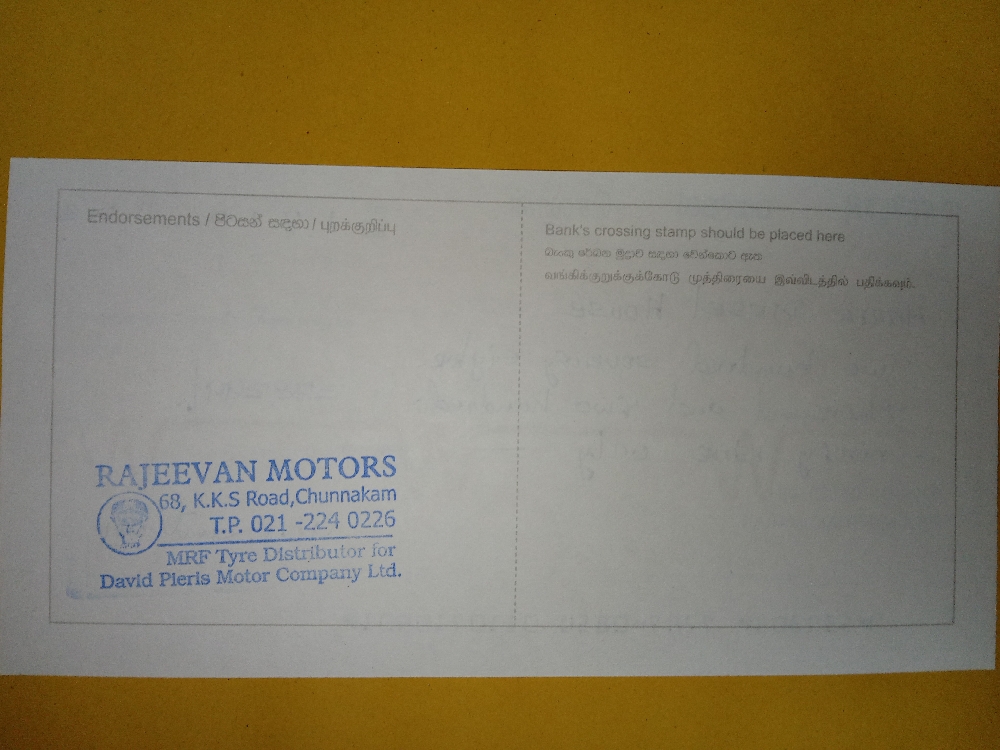 Endorsements / පිටසන් සඳහා / புறக்குறிப்பு
Bank's crossing stamp should be placed here
வங்கிக்குறுக்குக்கோடு முத்திரையை இவ்விடத்தில் பதிக்கவும்.
RAJEEVAN MOTORS
68, K.K.S Road,Chunnakam
T.P. 021 -224 0226
MRF Tyre Distributor for
David Pieris Motor Company Ltd.